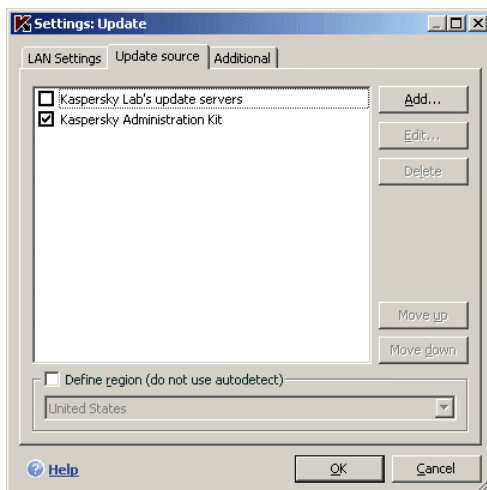 Settings: Update
LAN Settings Update source Additional
Kaspersky Lab's update servers
Kaspersky Administration Kit
Add...
Edit...
Delete
Move up
Move down
Define region (do not use autodetect)
United States
Help
OK
Cancel